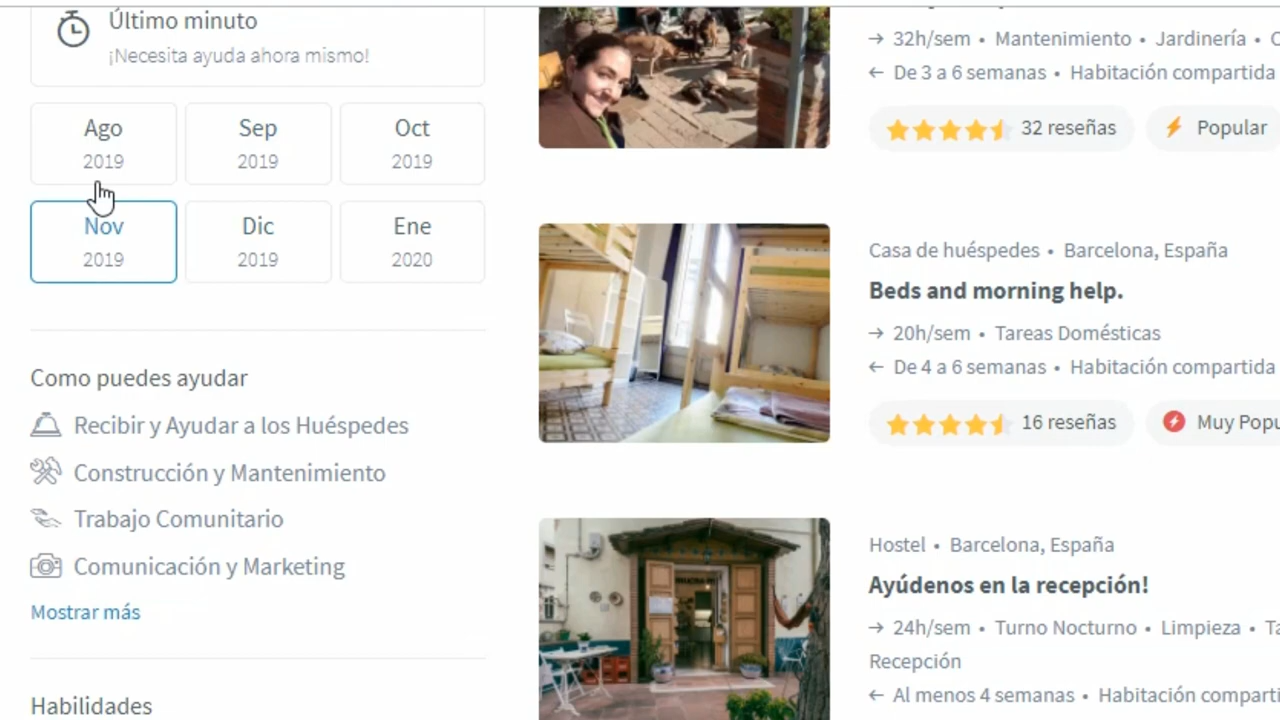 Último minuto
¡Necesita ayuda ahora mismo!
Ago
2019
Sep
2019
Oct
2019
Nov
2019
Dic
2019
Ene
2020
Como puedes ayudar
Recibir y Ayudar a los Huéspedes
Construcción y Mantenimiento
Trabajo Comunitario
Comunicación y Marketing
Mostrar más
Habilidades
→ 32h/sem • Mantenimiento • Jardinería •
← De 3 a 6 semanas • Habitación compartida
32 reseñas
Popular
Casa de huéspedes • Barcelona, España
Beds and morning help.
→ 20h/sem • Tareas Domésticas
← De 4 a 6 semanas • Habitación compartida
16 reseñas
Muy Popu
Hostel • Barcelona, España
Ayúdenos en la recepción!
→ 24h/sem • Turno Nocturno • Limpieza • Ta
Recepción
← Al menos 4 semanas • Habitación comparti